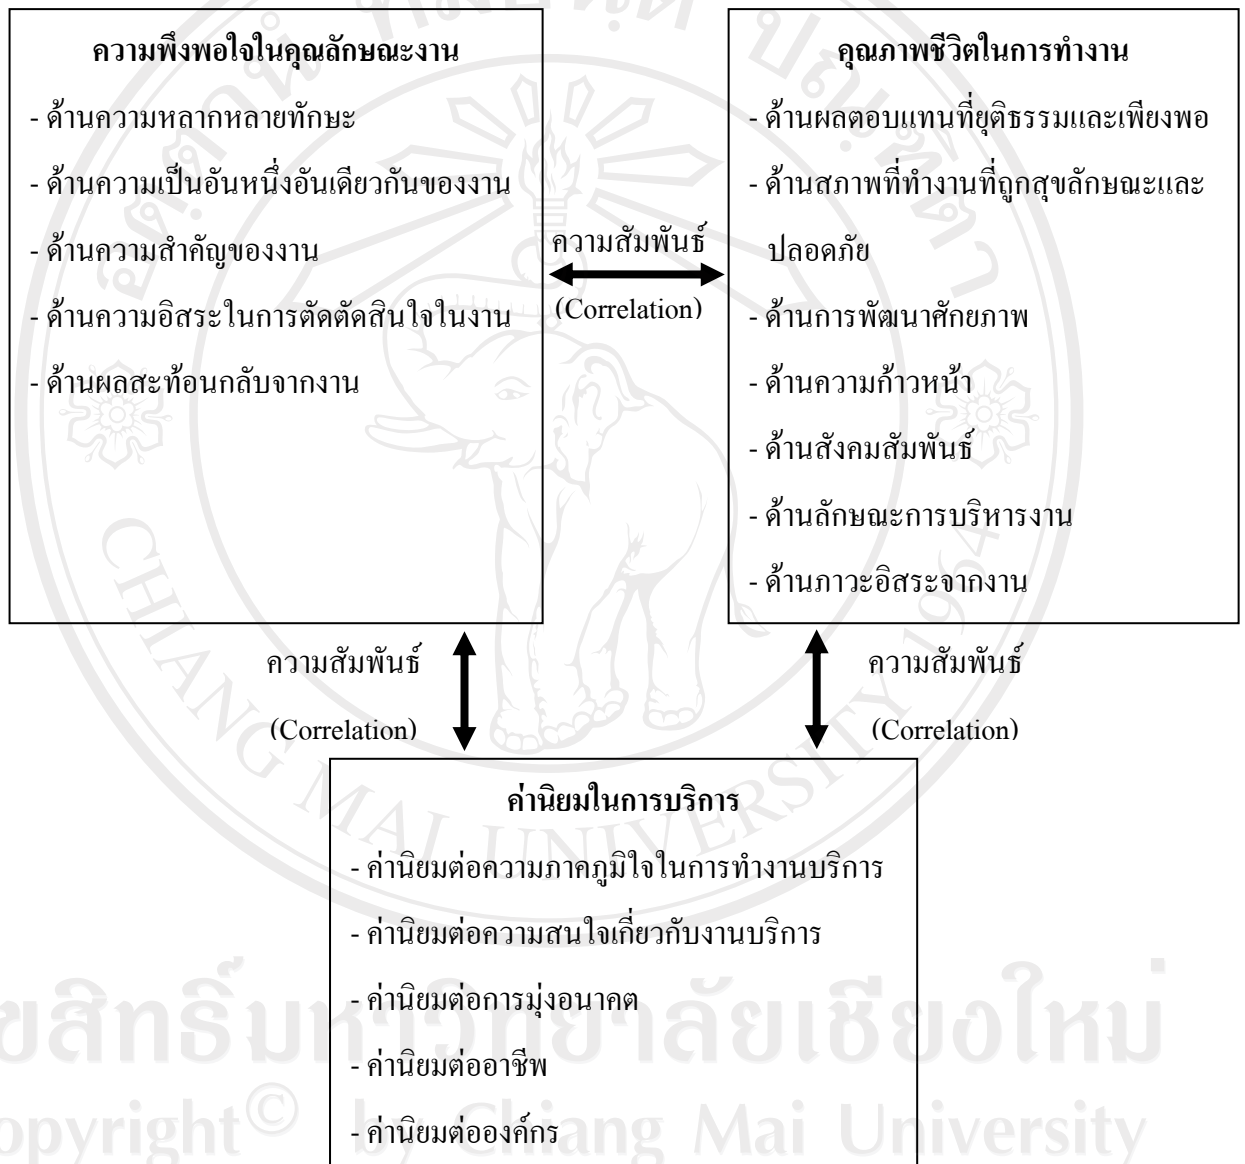 ความพึงพอใจในคุณลักษณะงาน
- ด้านความหลากหลายทักษะ
- ด้านความเป็นอันหนึ่งอันเดียวกันของงาน
- ด้านความสำคัญของงาน
- ด้านความอิสระในการตัดตัดสินใจในงาน
- ด้านผลสะท้อนกลับจากงาน
ความสัมพันธ์
(Correlation)
คุณภาพชีวิตในการทำงาน
- ด้านผลตอบแทนที่ยุติธรรมและเพียงพอ
- ด้านสภาพที่ทำงานที่ถูกสุขลักษณะและ
ปลอดภัย
- ด้านการพัฒนาศักยภาพ
- ด้านความก้าวหน้า
- ด้านสังคมสัมพันธ์
- ด้านลักษณะการบริหารงาน
- ด้านภาวะอิสระจากงาน
ความสัมพันธ์
(Correlation)
ความสัมพันธ์
(Correlation)
ค่านิยมในการบริการ
- ค่านิยมต่อความภาคภูมิใจในการทำงานบริการ
- ค่านิยมต่อความสนใจเกี่ยวกับงานบริการ
- ค่านิยมต่อการมุ่งอนาคต
- ค่านิยมต่ออาชีพ
- ค่านิยมต่อองค์กร
CHIANG MAI UNIVERSITY 1964
ขสิทธิ์มหาวิทยาลัยเชียงใหม่
opyright© by Chiang Mai University